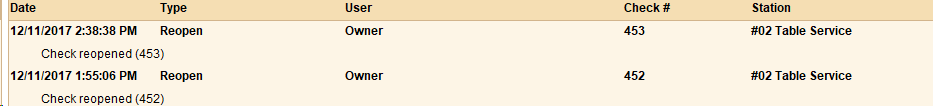 Date Type User Check # Station
12/11/2017 2:38:38 PM Reopen Owner 453 #02 Table Service
Check reopened (453)
12/11/2017 1:55:06 PM Reopen Owner 452 #02 Table Service
Check reopened (452)